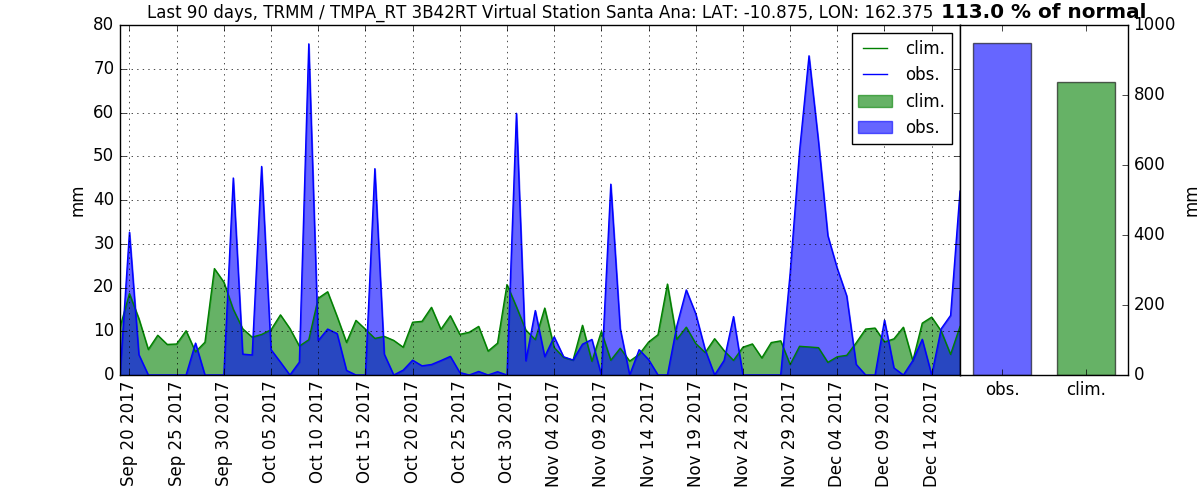 Last 90 days, TRMM / TMPA_RT 3B42RT Virtual Station Santa Ana: LAT: -10.875, LON: 162.375 113.0 % of normal
80
70
60
50
40
30
20
10
0
mm
clim.
obs.
clim.
obs.
Sep 20 2017
Sep 25 2017
Sep 30 2017
Oct 05 2017
Oct 10 2017
Oct 15 2017
Oct 20 2017
Oct 25 2017
Oct 30 2017
Nov 04 2017
Nov 09 2017
Nov 14 2017
Nov 19 2017
Nov 24 2017
Nov 29 2017
Dec 04 2017
Dec 09 2017
Dec 14 2017
1000
800
600
400
200
0
mm
obs. clim.